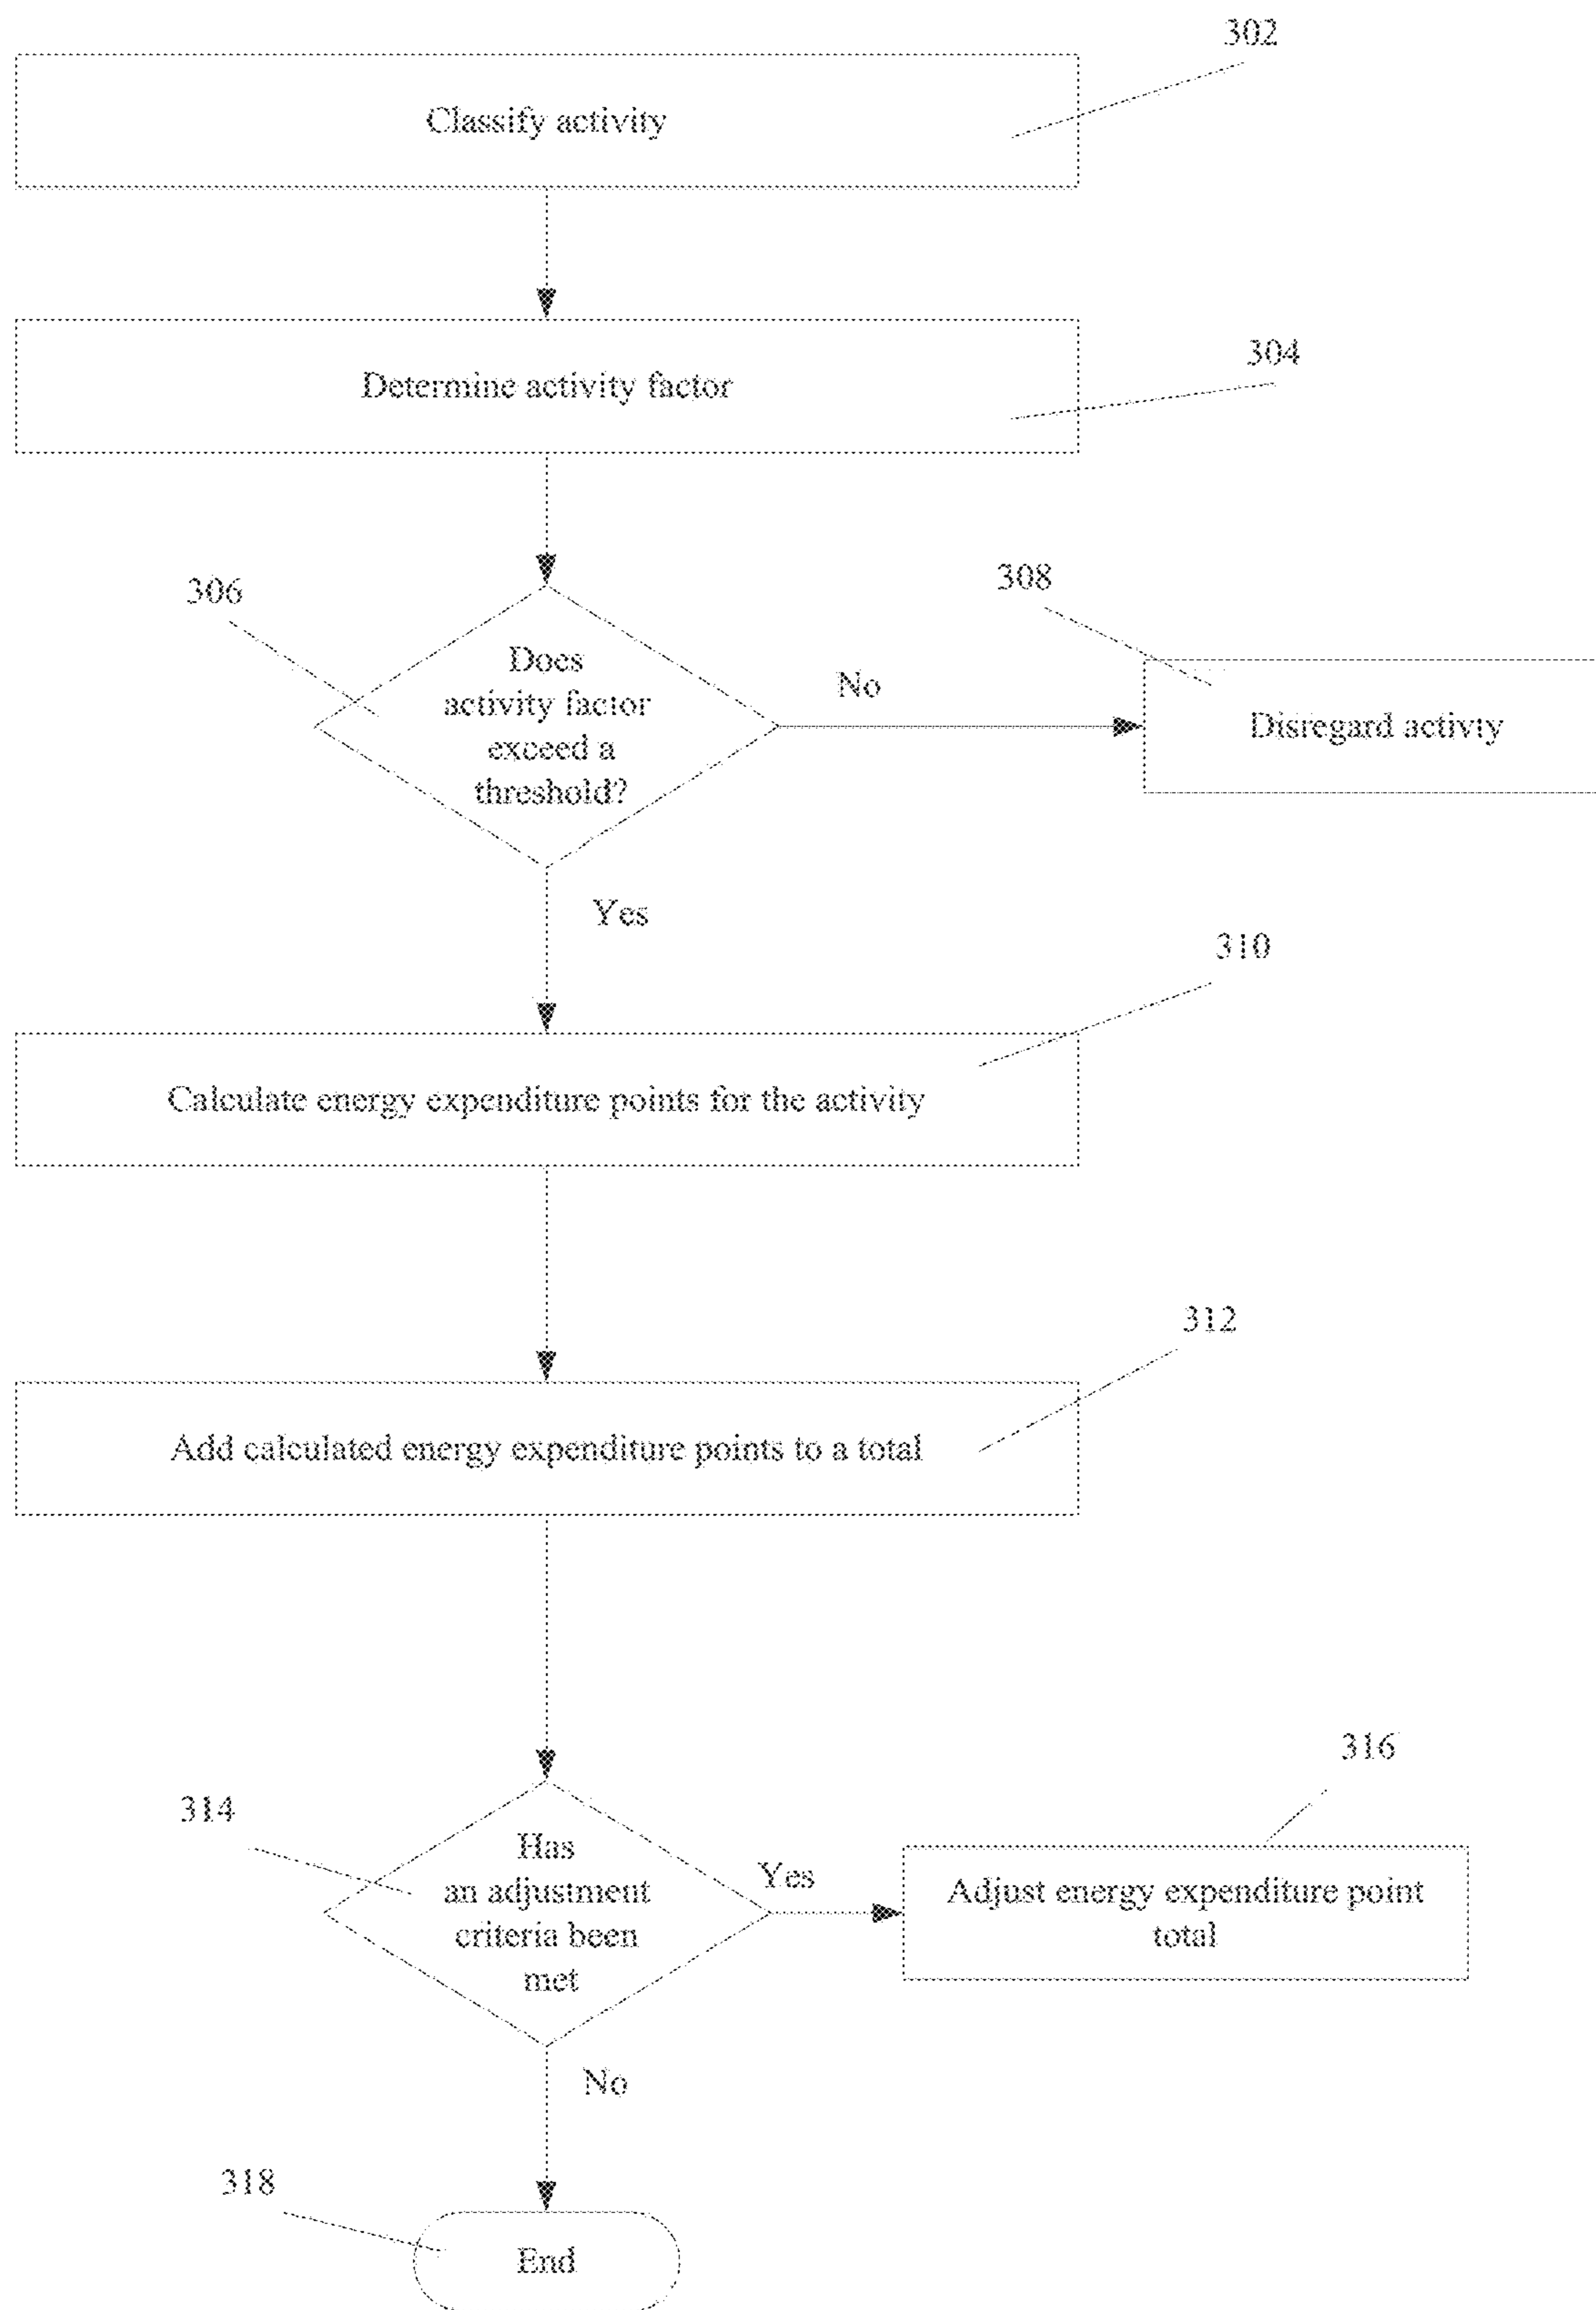 302
Classify activity
304
Determine activity factor
306
308
Does
activity factor
exceed a
threshold?
No
Disregard activty
Yes
310
Calculate energy expenditure points for the activity
312
Add calculated energy expenditure points to a total
316
314
Has
an adjustment
criteria been
met
Yes
Adjust energy expenditure point
total
No
318
End